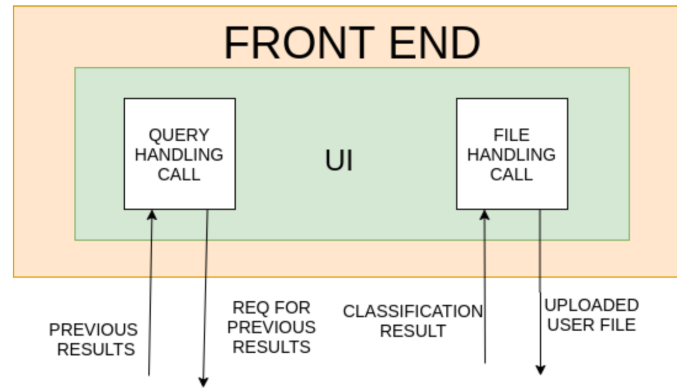 FRONT END
QUERY
HANDLING
CALL
UI
FILE
HANDLING
CALL
PREVIOUS
RESULTS
REQ FOR
PREVIOUS
RESULTS
CLASSIFICATION
RESULT
UPLOADED
USER FILE